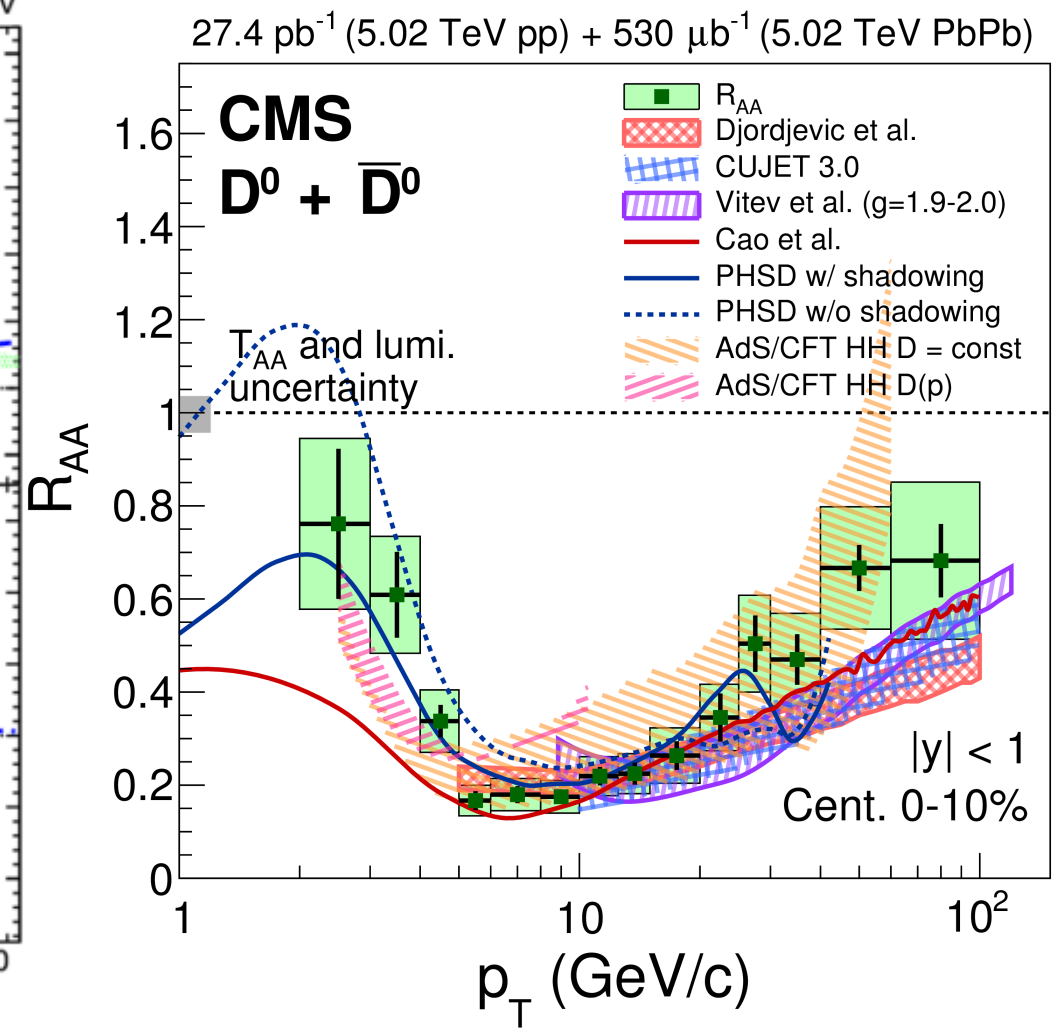 27.4 pb⁻¹ (5.02 TeV pp) + 530 μb⁻¹ (5.02 TeV PbPb)
CMS
D⁰ + D̅⁰
R_AA
Djordjevic et al.
CUJET 3.0
Vitev et al. (g=1.9-2.0)
Cao et al.
PHSD w/ shadowing
PHSD w/o shadowing
AdS/CFT HH D = const
AdS/CFT HH D(p)
T_AA and lumi.
uncertainty
R_AA
1.6
1.4
1.2
1
0.8
0.6
0.4
0.2
0
|y| < 1
Cent. 0-10%
1
10
10²
p_T (GeV/c)